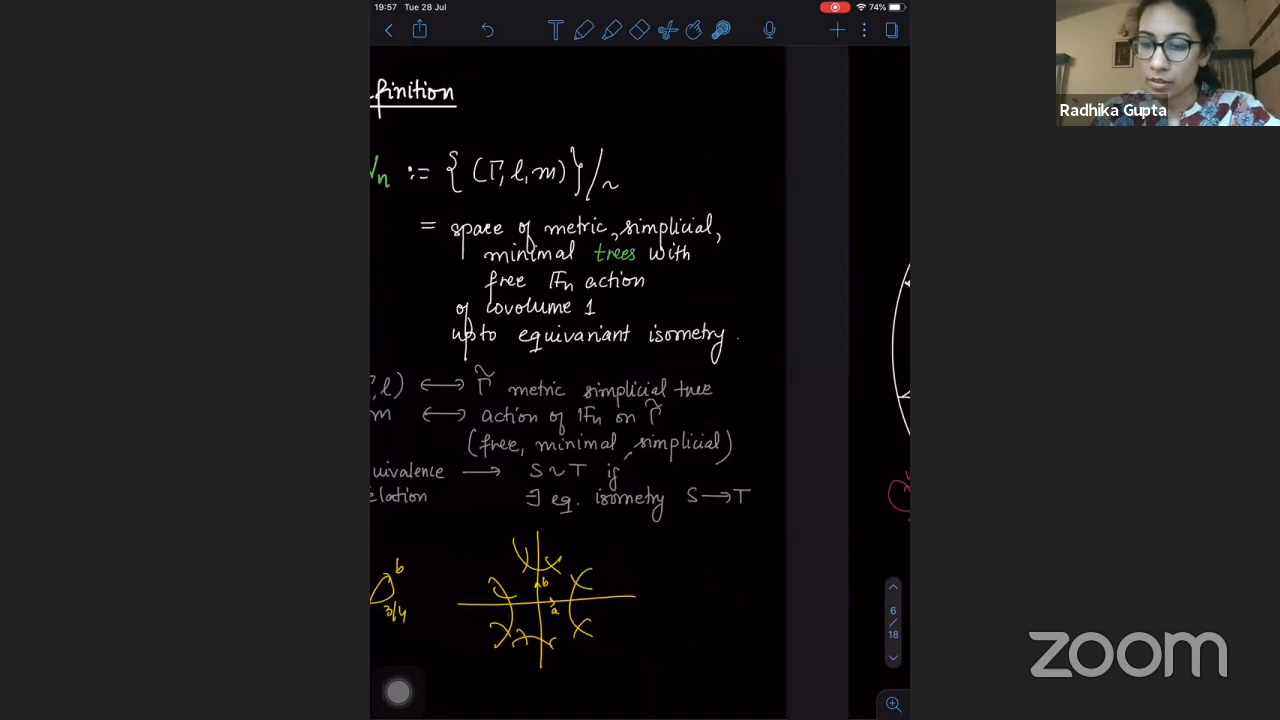 19:57 Tue 28 Jul
74%
Radhika Gupta
finition
n := { (Γ, l, m) } / ~
= space of metric, simplicial,
minimal trees with
free Fn action
of covolume 1
upto equivariant isometry.
, l) ⟷ Γ̃ metric simplicial tree
m ⟷ action of Fn on Γ̃
(free, minimal, simplicial)
uivalence ⟶ S ~ T if
elation ∃ eq. isometry S ⟶ T
b
3/4
b
a
6
/
18
zoom